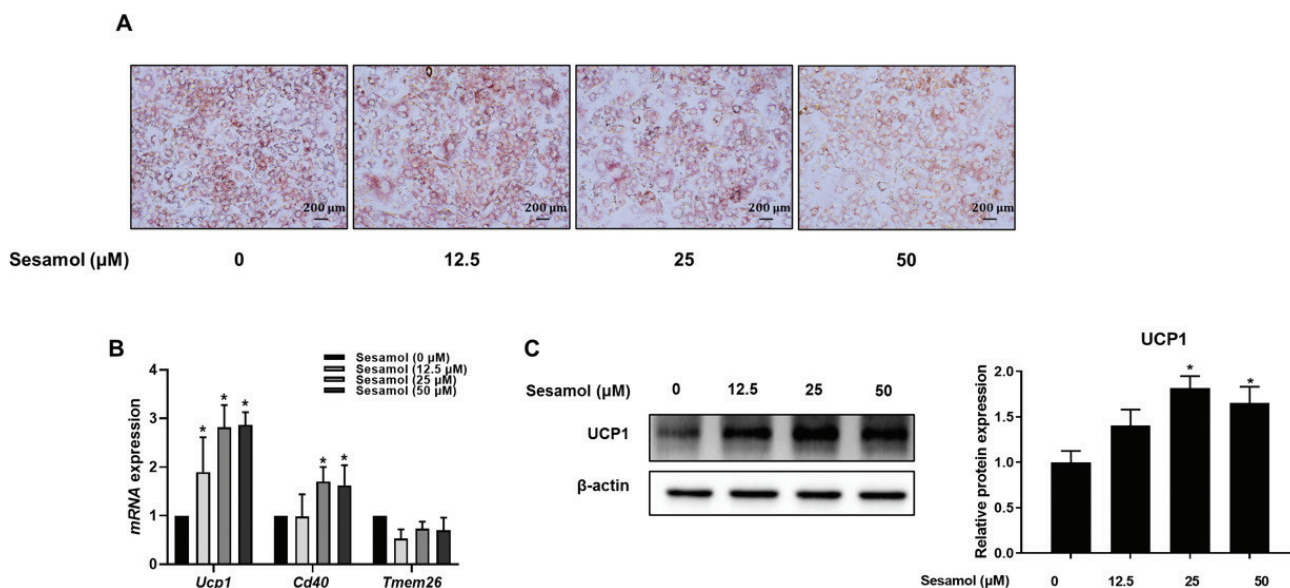 A
200 µm
200 µm
200 µm
200 µm
Sesamol (µM) 0 12.5 25 50
B
mRNA expression
4
3
2
1
0
* * *
* *
Ucp1 Cd40 Tmem26
Sesamol (0 µM)
Sesamol (12.5 µM)
Sesamol (25 µM)
Sesamol (50 µM)
C
Sesamol (µM) 0 12.5 25 50
UCP1
β-actin
UCP1
Relative protein expression
2.0
1.5
1.0
0.5
0.0
* *
Sesamol (µM) 0 12.5 25 50